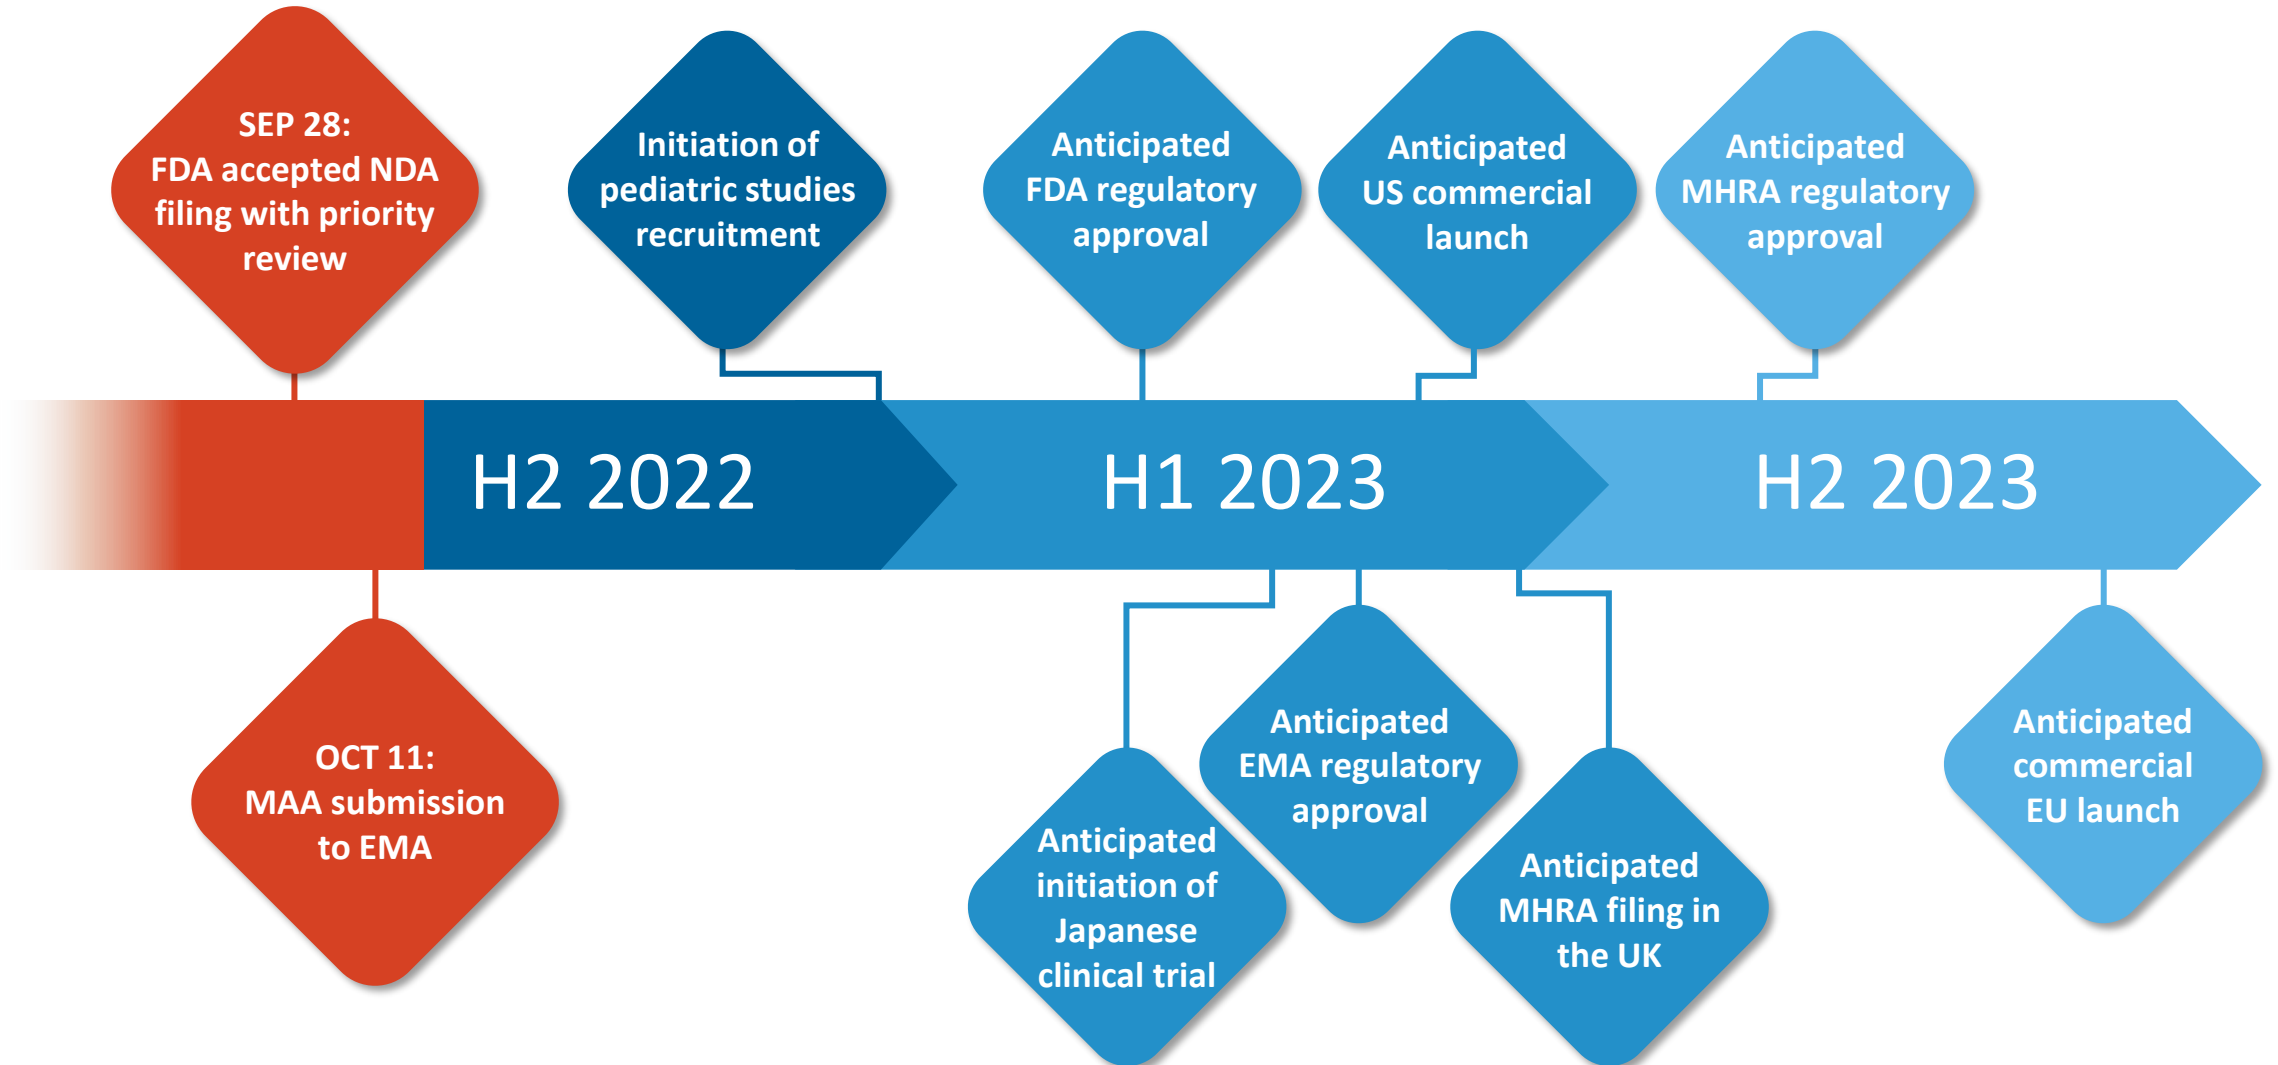 SEP 28:
FDA accepted NDA
filing with priority
review
Initiation of
pediatric studies
recruitment
Anticipated
FDA regulatory
approval
Anticipated
US commercial
launch
Anticipated
MHRA regulatory
approval
H2 2022
H1 2023
H2 2023
OCT 11:
MAA submission
to EMA
Anticipated
initiation of
Japanese
clinical trial
Anticipated
EMA regulatory
approval
Anticipated
MHRA filing in
the UK
Anticipated
commercial
EU launch